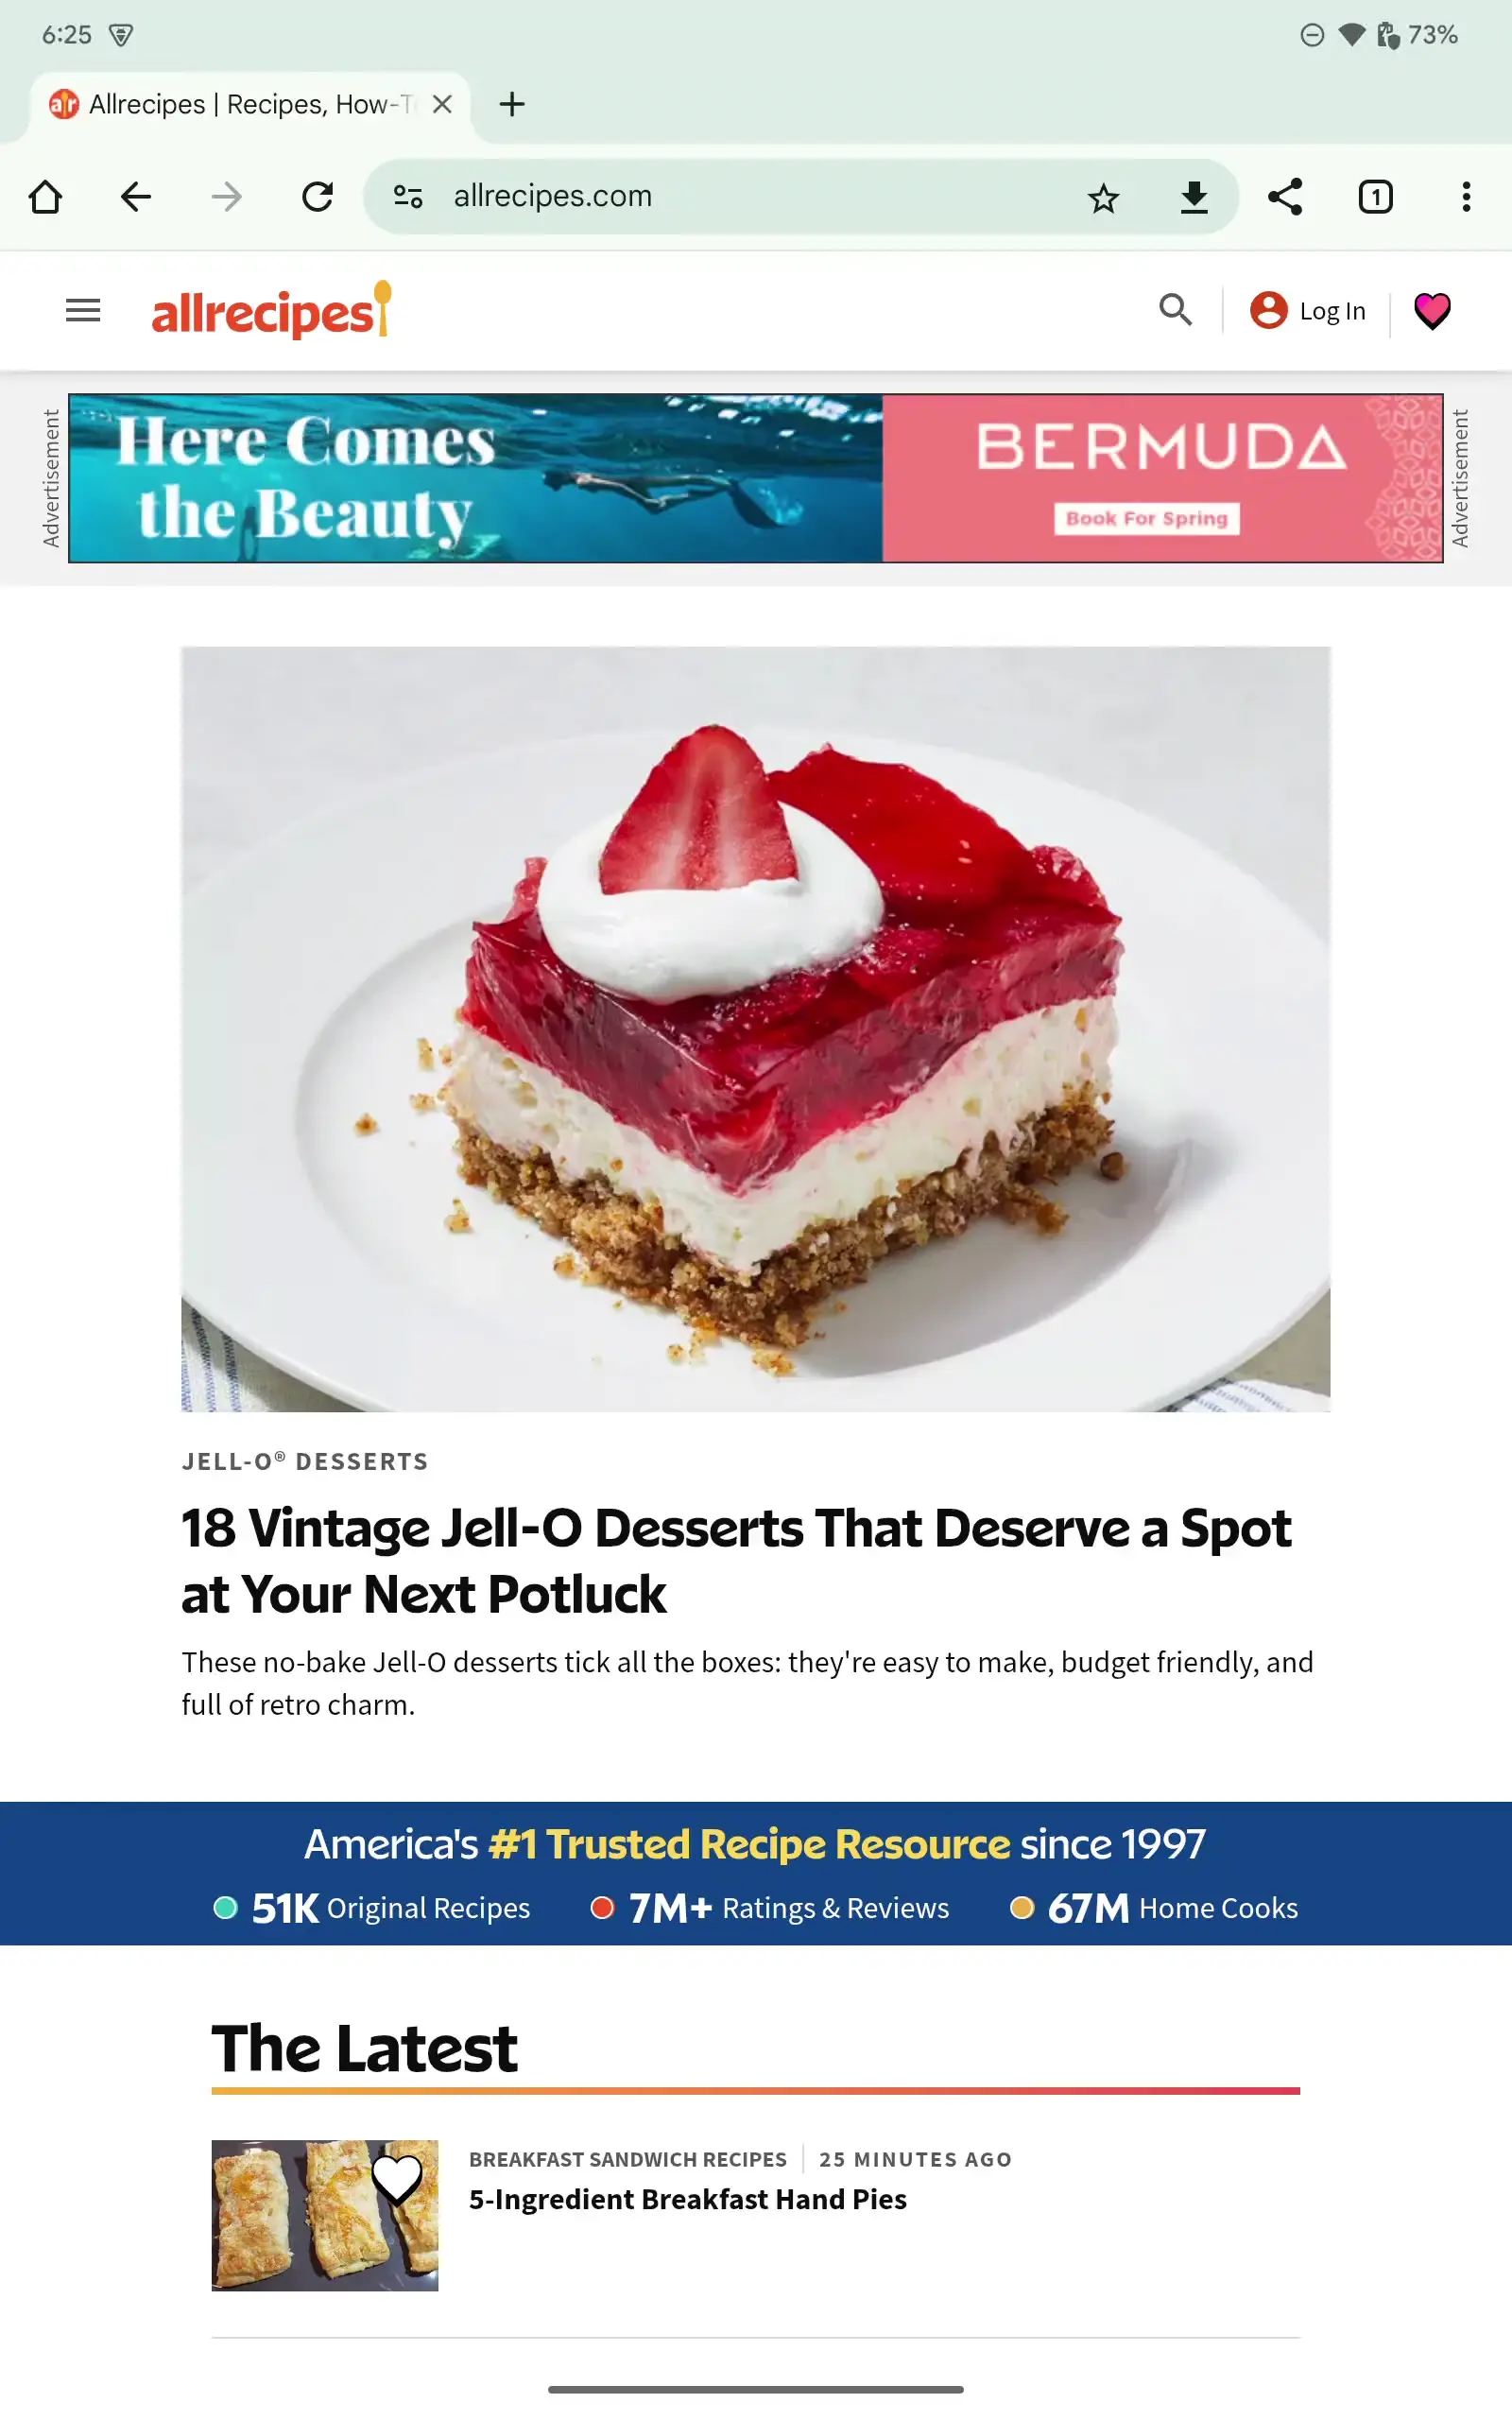 6:25
73%
Allrecipes | Recipes, How-T
allrecipes.com
1
allrecipes
Log In
Advertisement
Here Comes
the Beauty
BERMUDA
Book For Spring
Advertisement
JELL-O® DESSERTS
18 Vintage Jell-O Desserts That Deserve a Spot
at Your Next Potluck
These no-bake Jell-O desserts tick all the boxes: they're easy to make, budget friendly, and
full of retro charm.
America's #1 Trusted Recipe Resource since 1997
51K Original Recipes 7M+ Ratings & Reviews 67M Home Cooks
The Latest
BREAKFAST SANDWICH RECIPES 25 MINUTES AGO
5-Ingredient Breakfast Hand Pies